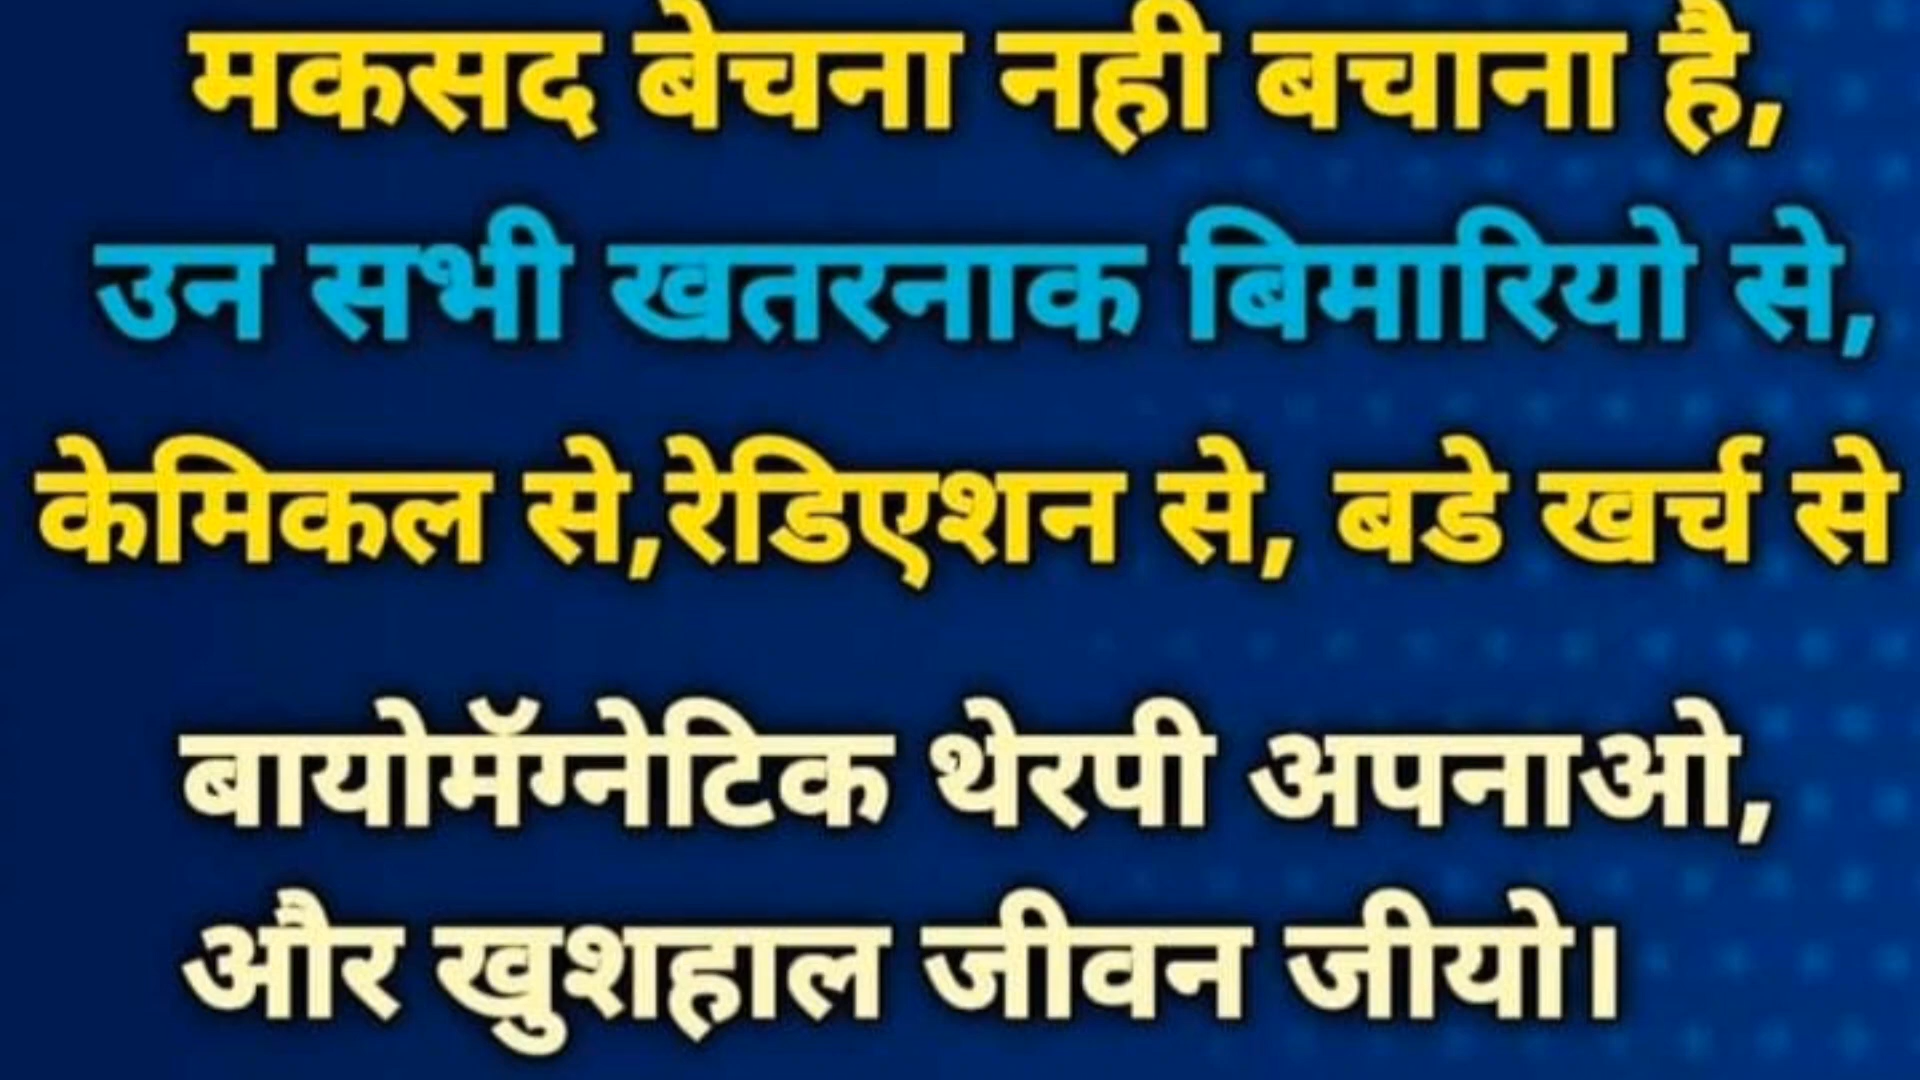 मकसद बेचना नही बचाना है,
उन सभी खतरनाक बिमारियो से,
केमिकल से,रेडिएशन से, बडे खर्च से
बायोमॅग्नेटिक थेरपी अपनाओ,
और खुशहाल जीवन जीयो।